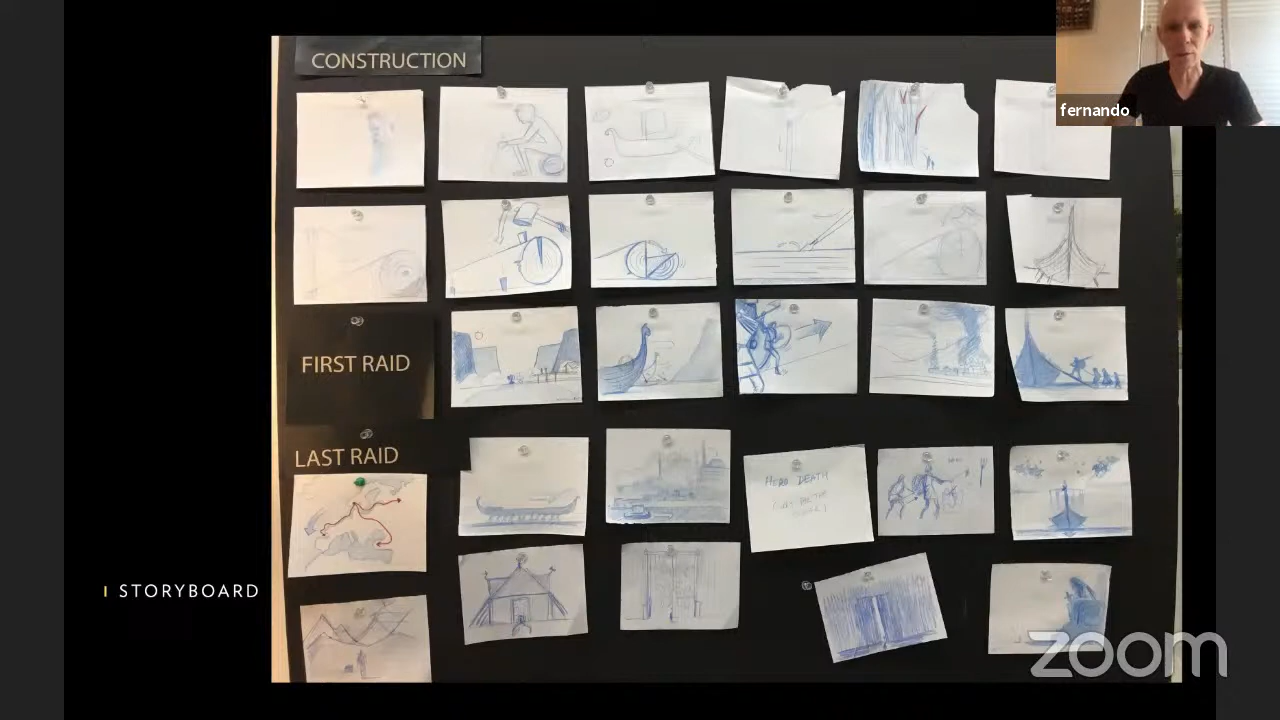 CONSTRUCTION
fernando
FIRST RAID
LAST RAID
HERO DEATH
STORYBOARD
zoom